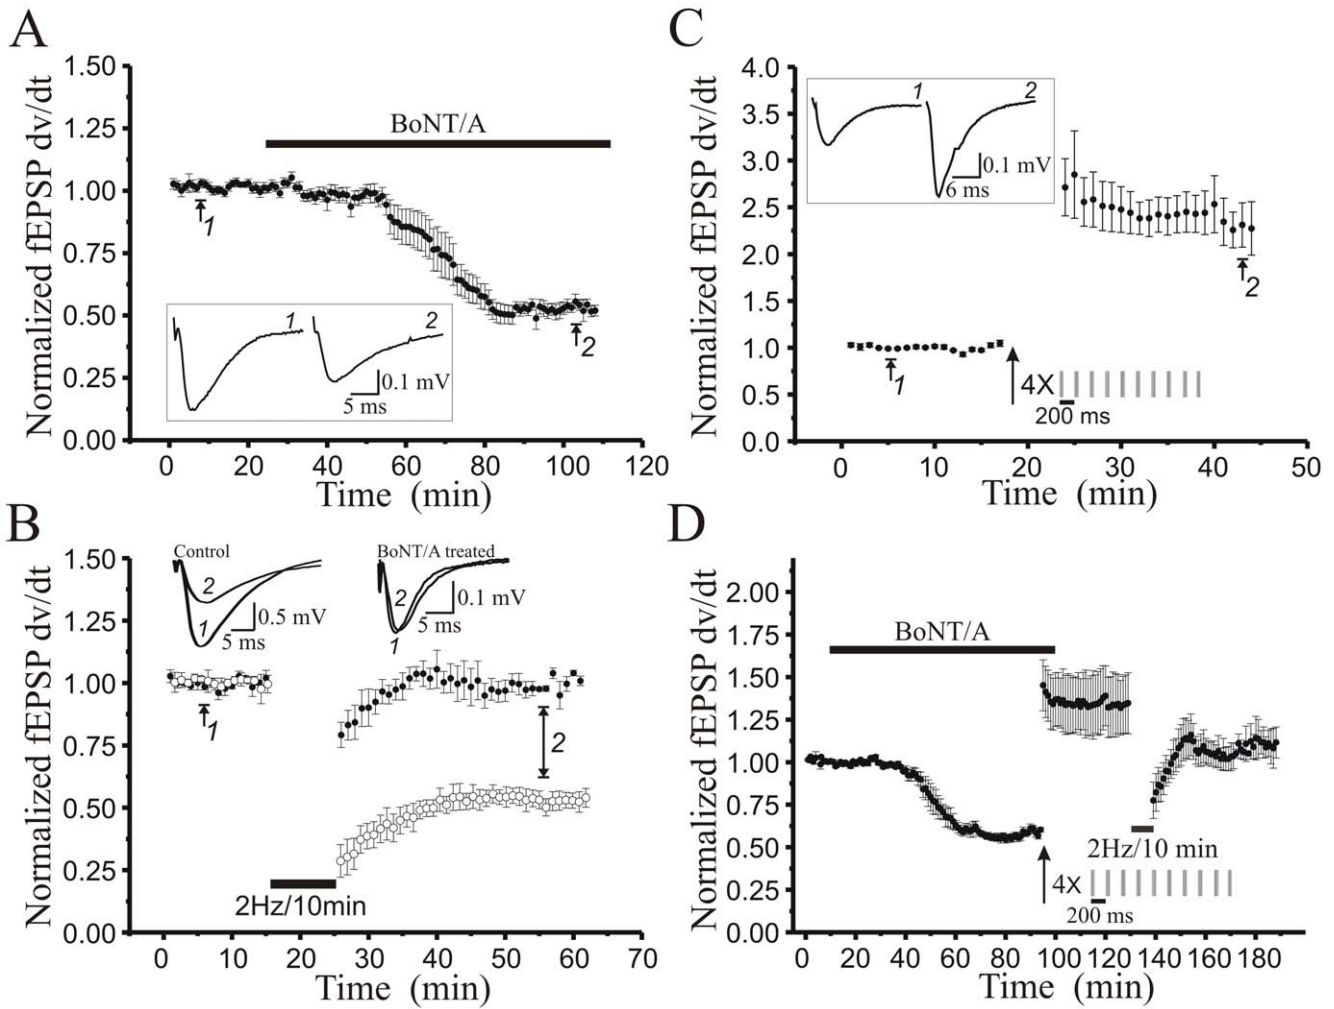 A
Normalized fEPSP dv/dt
1.50
1.25
1.00
0.75
0.50
0.25
0.00
BoNT/A
1
2
1
2
0.1 mV
5 ms
0 20 40 60 80 100 120
Time (min)
C
Normalized fEPSP dv/dt
4.0
3.5
3.0
2.5
2.0
1.5
1.0
0.5
0.0
1
2
0.1 mV
6 ms
1
2
4X
200 ms
0 10 20 30 40 50
Time (min)
B
Normalized fEPSP dv/dt
1.50
1.25
1.00
0.75
0.50
0.25
0.00
Control
2
1
0.5 mV
5 ms
BoNT/A treated
2
1
0.1 mV
5 ms
1
2
2Hz/10min
0 10 20 30 40 50 60 70
Time (min)
D
Normalized fEPSP dv/dt
2.00
1.75
1.50
1.25
1.00
0.75
0.50
0.25
0.00
BoNT/A
2Hz/10 min
4X
200 ms
0 20 40 60 80 100 120 140 160 180
Time (min)